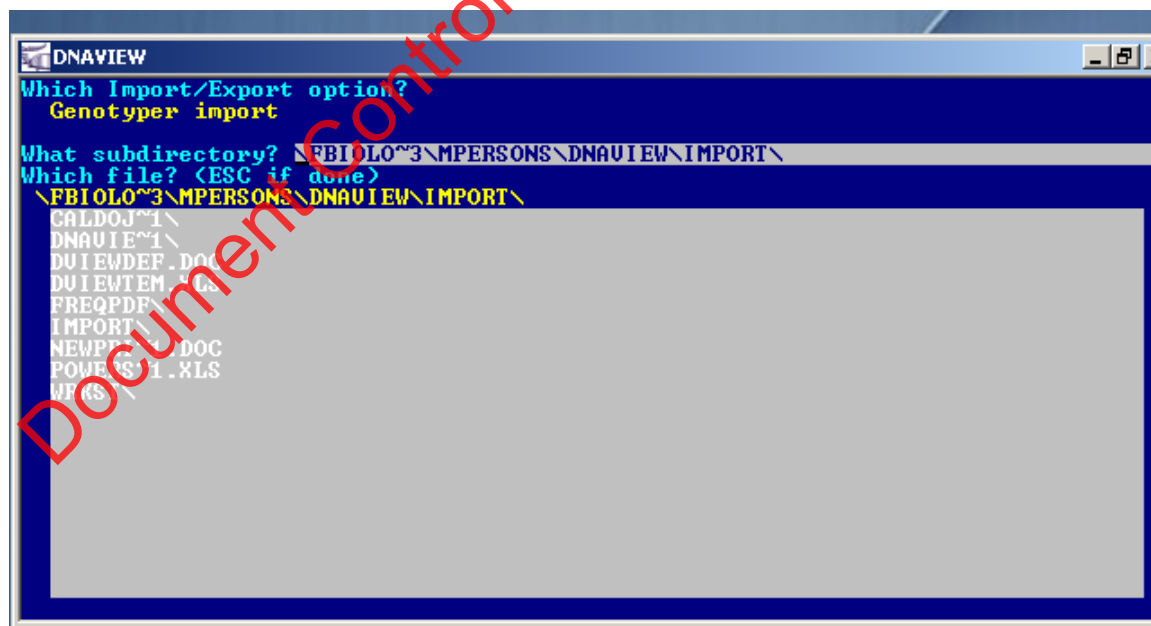 DNAVIEW
Which Import/Export option?
Genotyper import
What subdirectory? \FBIOLO~3\MPERSONS\DNAVIEW\IMPORT\
Which file? (ESC if done)
\FBIOLO~3\MPERSONS\DNAVIEW\IMPORT\
CALDOJ~1\
DNAVIE~1\
DVIEWDEF.DOC
DVIEWTEM.XLS
FREQPDF\
IMPORT\
NEWPRI~1.DOC
POWERS~1.XLS
WRKST\
Document Control